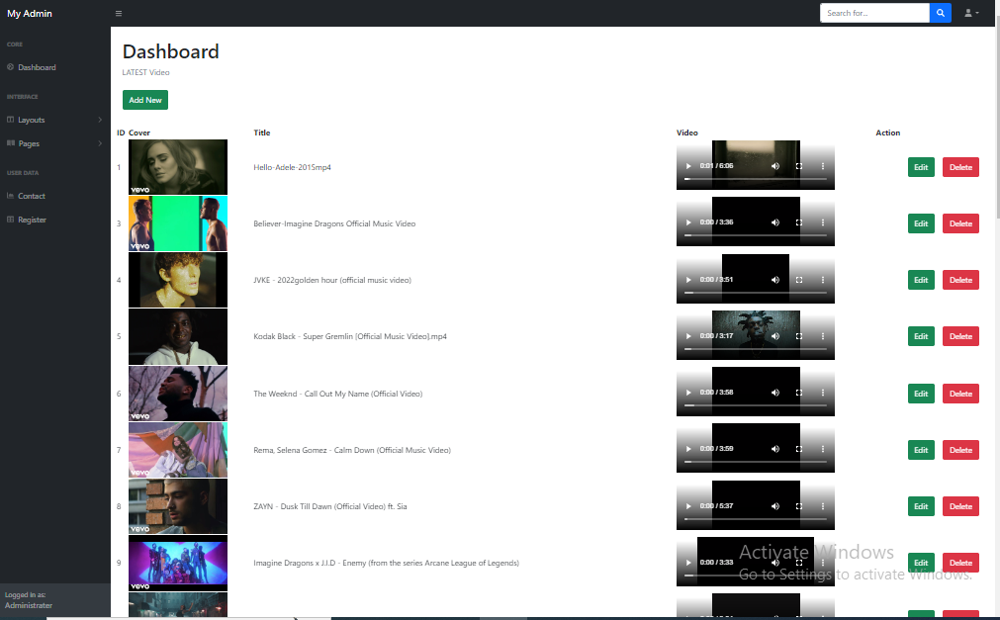 My Admin
Search for...
CORE
Dashboard
INTERFACE
Layouts
Pages
USER DATA
Contact
Register
Logged in as:
Administrater
Dashboard
LATEST Video
Add New
ID Cover Title Video Action
1 vevo Hello-Adele-2015mp4 0:01 / 6:06 Edit Delete
3 vevo Believer-Imagine Dragons Official Music Video 0:00 / 3:36 Edit Delete
4 JVKE - 2022golden hour (official music video) 0:00 / 3:51 Edit Delete
5 Kodak Black - Super Gremlin [Official Music Video].mp4 0:00 / 3:17 Edit Delete
6 vevo The Weeknd - Call Out My Name (Official Video) 0:00 / 3:58 Edit Delete
7 vevo Rema, Selena Gomez - Calm Down (Official Music Video) 0:00 / 3:59 Edit Delete
8 vevo ZAYN - Dusk Till Dawn (Official Video) ft. Sia 0:00 / 5:37 Edit Delete
9 vevo Imagine Dragons x J.I.D - Enemy (from the series Arcane League of Legends) 0:00 / 3:33 Edit Delete
Activate Windows
Go to Settings to activate Windows.